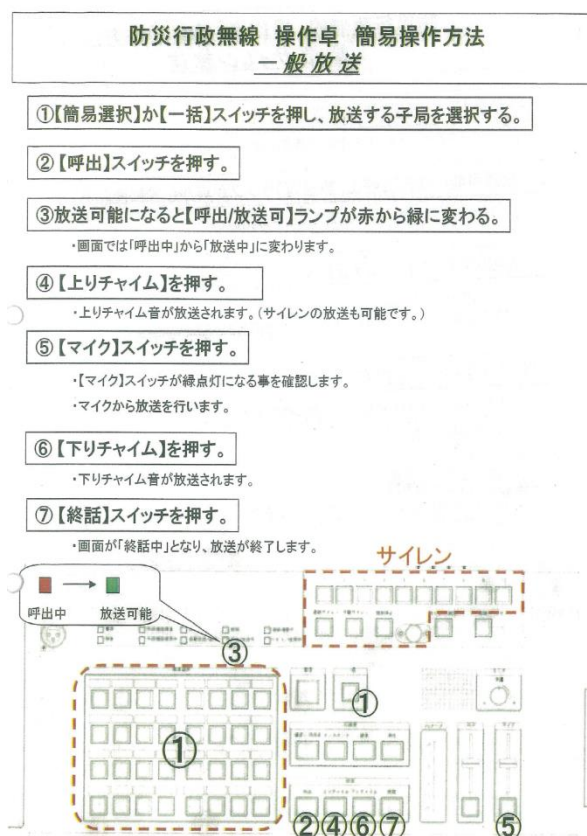 防災行政無線 操作卓 簡易操作方法
一般放送
①【簡易選択】か【一括】スイッチを押し、放送する子局を選択する。
②【呼出】スイッチを押す。
③放送可能になると【呼出/放送可】ランプが赤から緑に変わる。
・画面では「呼出中」から「放送中」に変わります。
④【上りチャイム】を押す。
・上りチャイム音が放送されます。(サイレンの放送も可能です。)
⑤【マイク】スイッチを押す。
・【マイク】スイッチが緑点灯になる事を確認します。
・マイクから放送を行います。
⑥【下りチャイム】を押す。
・下りチャイム音が放送されます。
⑦【終話】スイッチを押す。
・画面が「終話中」となり、放送が終了します。
サイレン
→
呼出中 放送可能
③
①
①
②④⑥⑦
⑤